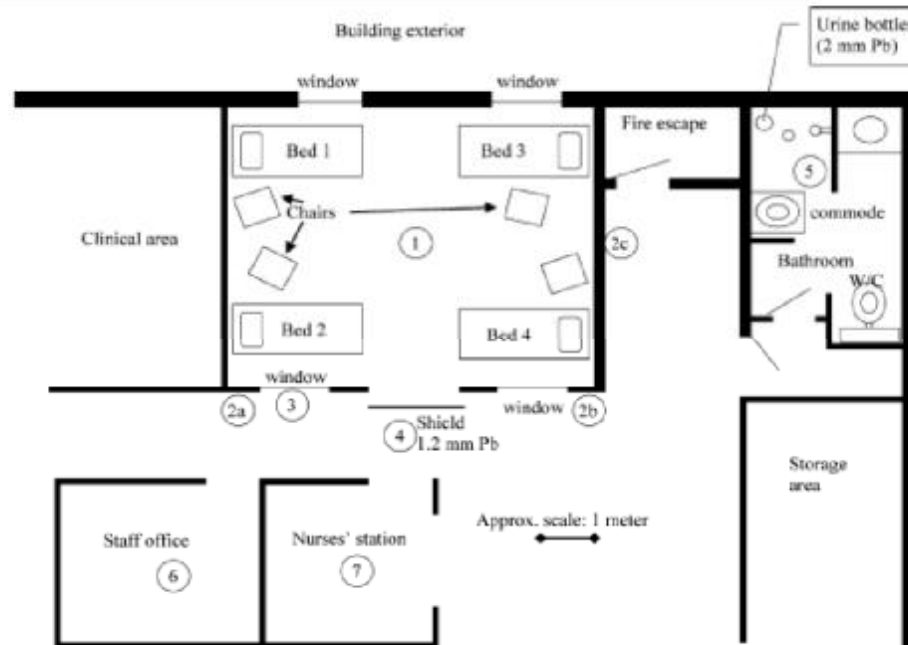 Building exterior
Urine bottle
(2 mm Pb)
window
window
Bed 1
Bed 3
Fire escape
5
Chairs
Clinical area
1
2c
commode
Bathroom
W/C
Bed 2
Bed 4
window
2a
3
window
2b
4
Shield
1.2 mm Pb
Storage
area
Approx. scale: 1 meter
Staff office
Nurses' station
6
7